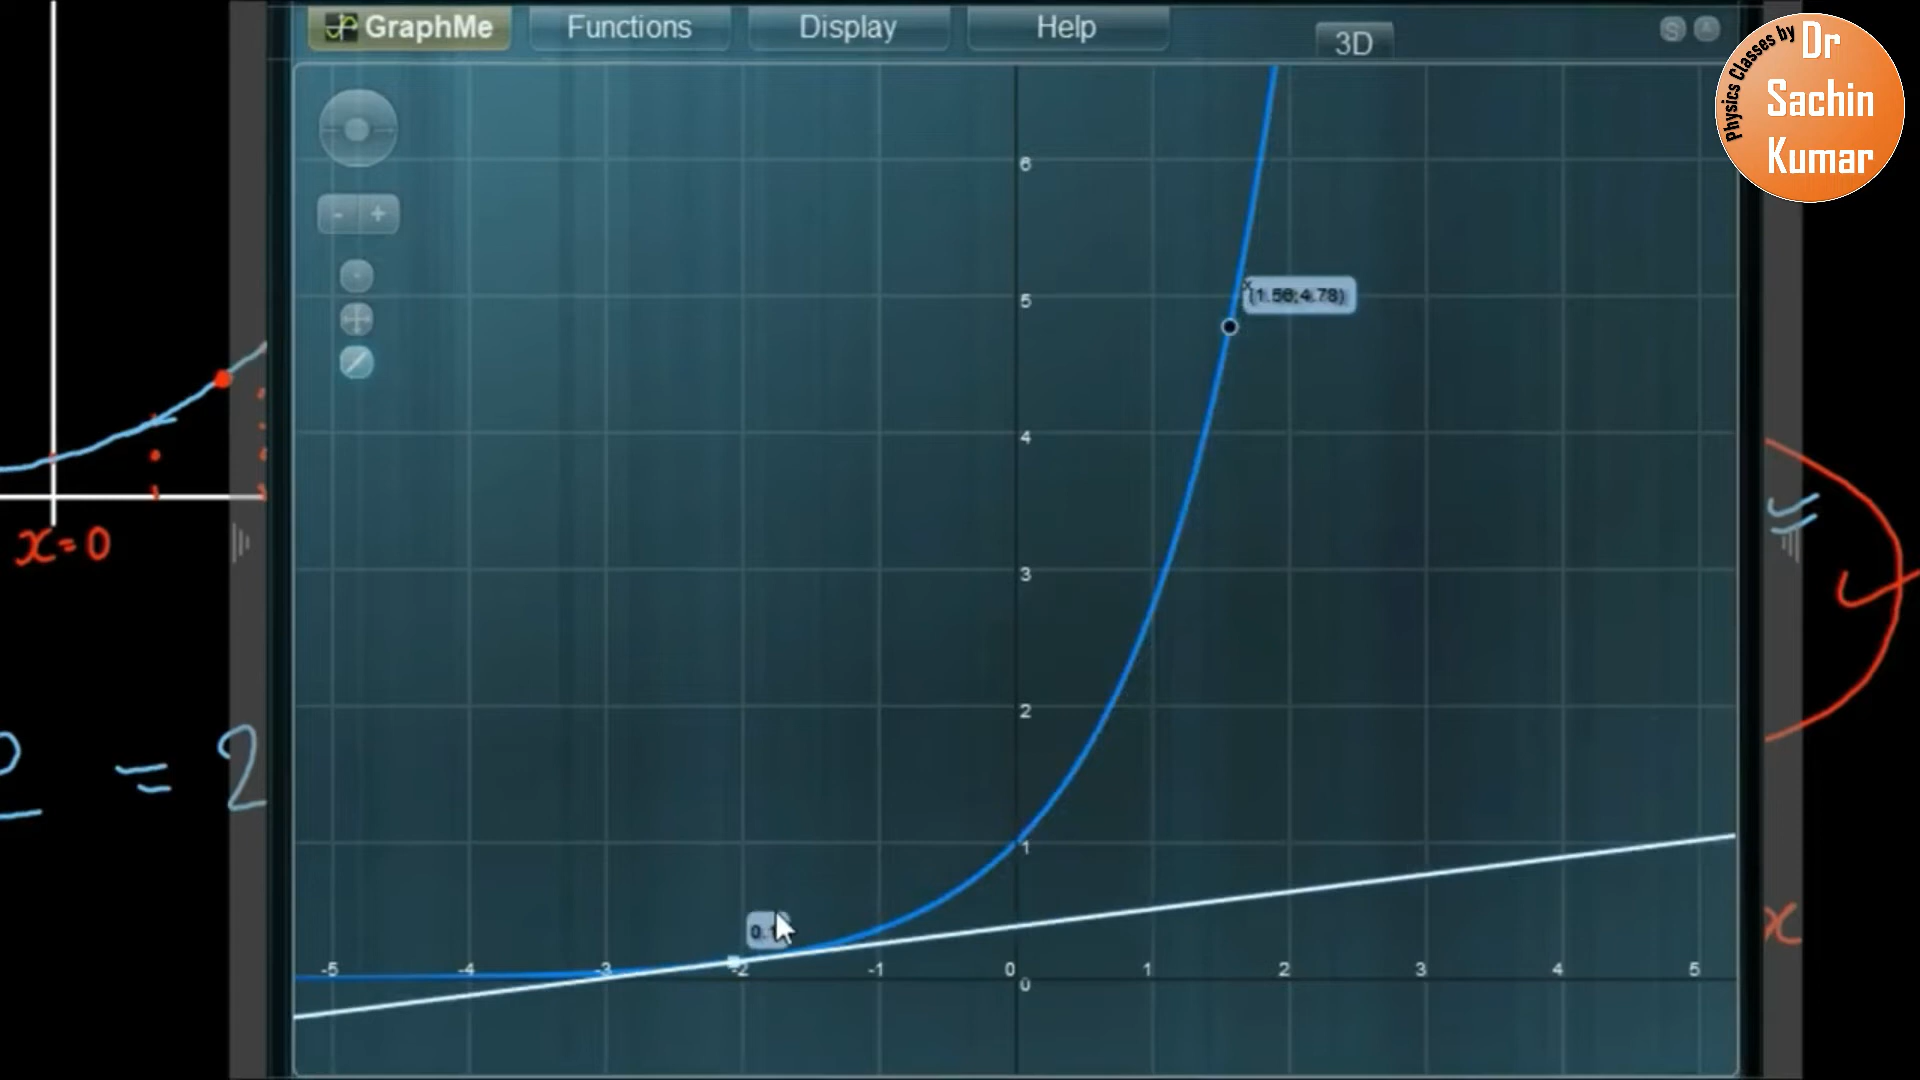 GraphMe
Functions
Display
Help
3D
S
A
Physics Classes by
Dr
Sachin
Kumar
- +
6
5
4
3
2
1
0
(1.56;4.78)
-5 -4 -3 -2 -1 0 1 2 3 4 5
x=0
= 2
x